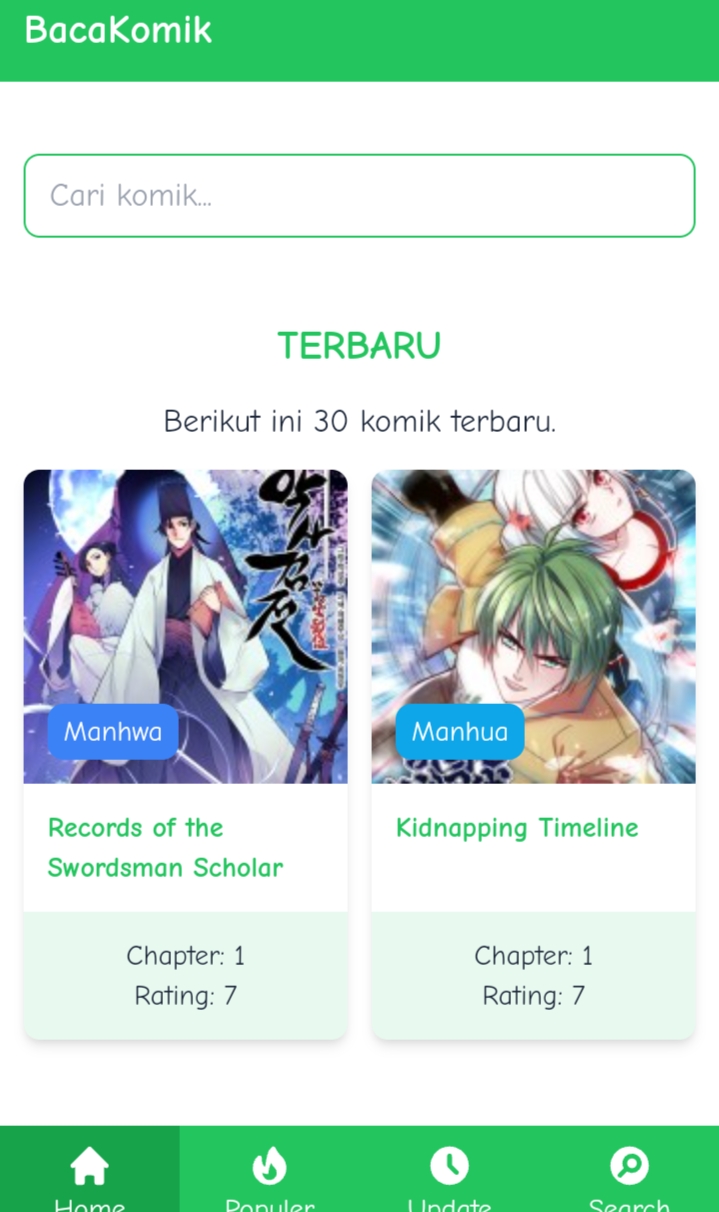 BacaKomik
Cari komik...
TERBARU
Berikut ini 30 komik terbaru.
Manhwa
Manhua
Records of the
Swordsman Scholar
Kidnapping Timeline
Chapter: 1
Rating: 7
Chapter: 1
Rating: 7
Home
Populer
Update
Search